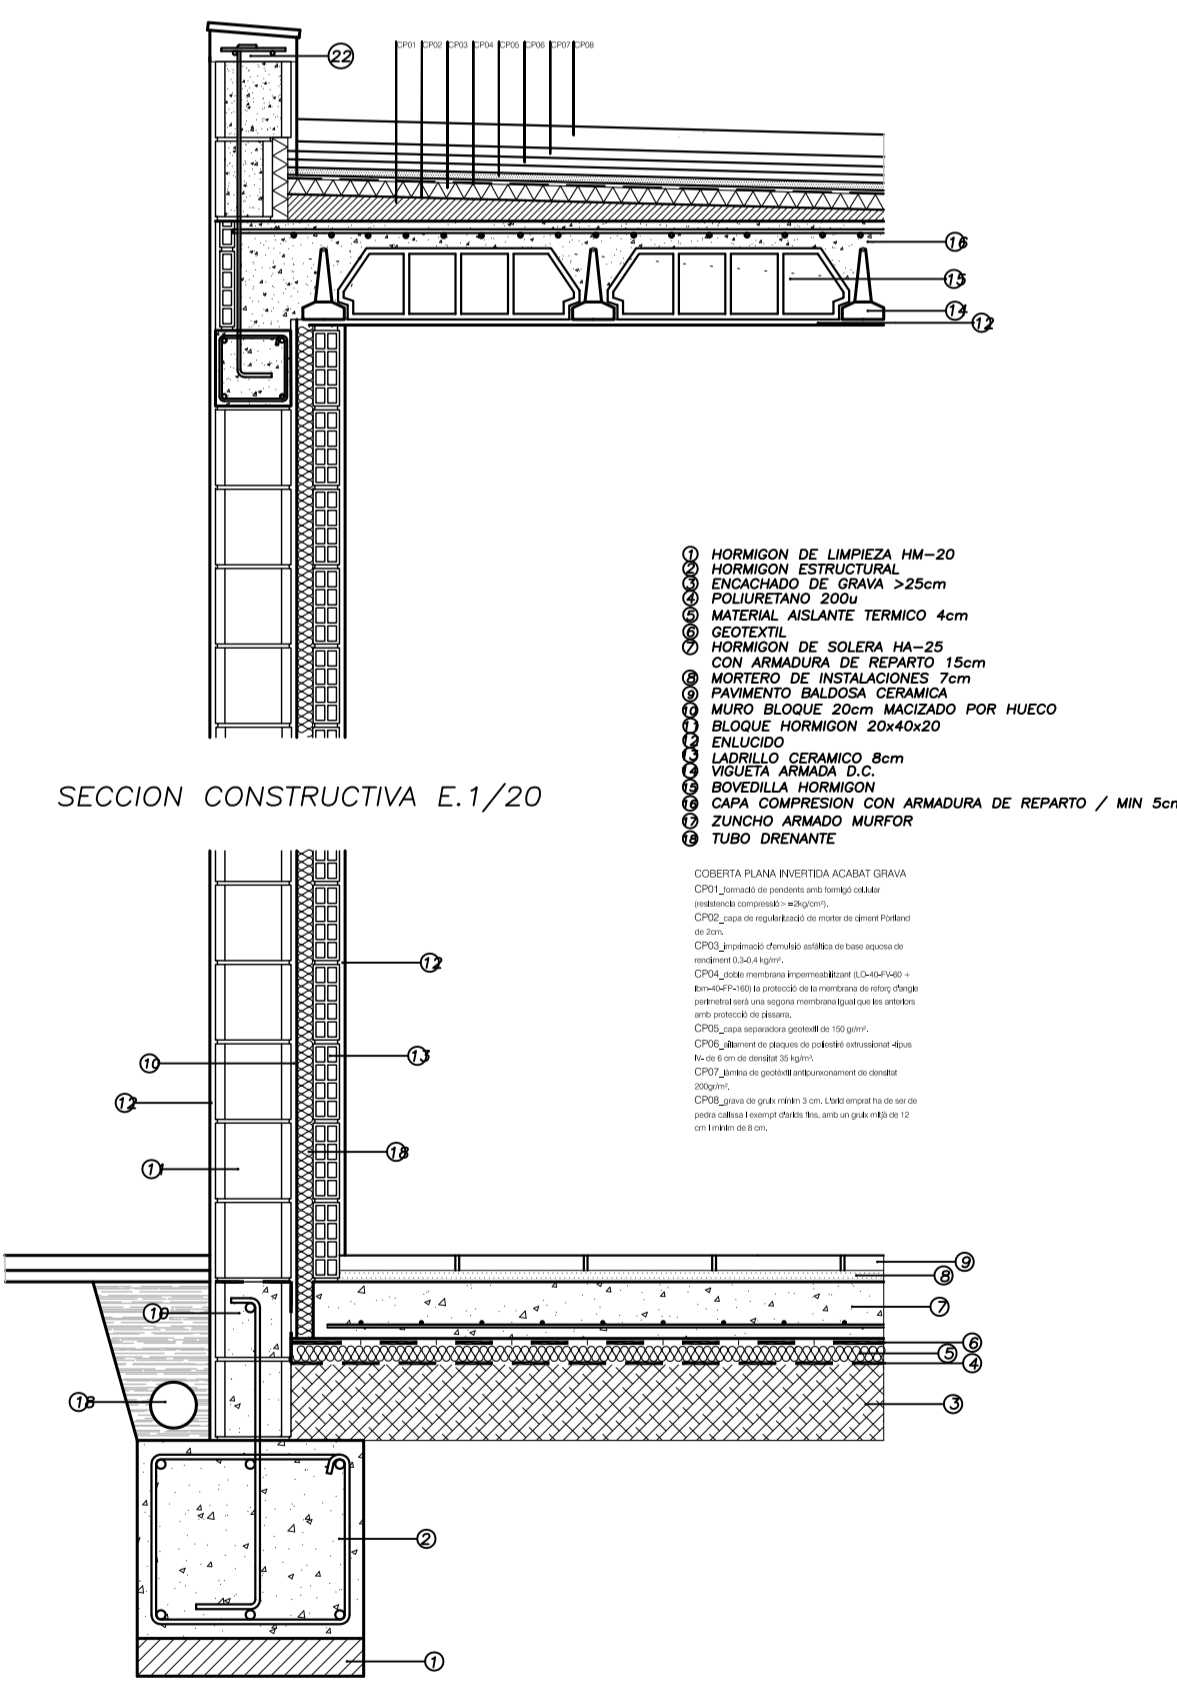 22
CP01 CP02 CP03 CP04 CP05 CP06 CP07 CP08
16
15
14
12
1 HORMIGON DE LIMPIEZA HM-20
2 HORMIGON ESTRUCTURAL
3 ENCACHADO DE GRAVA >25cm
4 POLIURETANO 200u
5 MATERIAL AISLANTE TERMICO 4cm
6 GEOTEXTIL
7 HORMIGON DE SOLERA HA-25
CON ARMADURA DE REPARTO 15cm
8 MORTERO DE INSTALACIONES 7cm
9 PAVIMENTO BALDOSA CERAMICA
10 MURO BLOQUE 20cm MACIZADO POR HUECO
11 BLOQUE HORMIGON 20x40x20
12 ENLUCIDO
13 LADRILLO CERAMICO 8cm
14 VIGUETA ARMADA D.C.
15 BOVEDILLA HORMIGON
16 CAPA COMPRESION CON ARMADURA DE REPARTO / MIN 5cm
17 ZUNCHO ARMADO MURFOR
18 TUBO DRENANTE
SECCION CONSTRUCTIVA E.1/20
COBERTA PLANA INVERTIDA ACABAT GRAVA
CP01_formació de pendents amb formigó cel.lular
(resistencia compressió> =2kg/cm²).
CP02_capa de regularització de morter de ciment Pòrtland
de 2cm.
CP03_imprimació d'emulsió asfàltica de base aquosa de
rendiment 0,3-0,4 kg/m².
CP04_doble membrana impermeabilitzant (LO-40-FV-60 +
lbm-40-FP-160) la protecció de la membrana de reforç d'angle
perimetral serà una segona membrana igual que les anteriors
amb protecció de pissarra.
CP05_capa separadora geotextil de 150 gr/m².
CP06_aïllament de plaques de poliestiré extrussionat -tipus
IV- de 6 cm de densitat 35 kg/m³.
CP07_làmina de geotèxtil antipunxonament de densitat
200gr/m².
CP08_grava de gruix mínim 3 cm. L'arid emprat ha de ser de
pedra calissa i exempt d'arids fins, amb un gruix mitjà de 12
cm i minim de 8 cm.
12
13
10
12
18
11
9
8
19
7
6
5
4
18
3
2
1